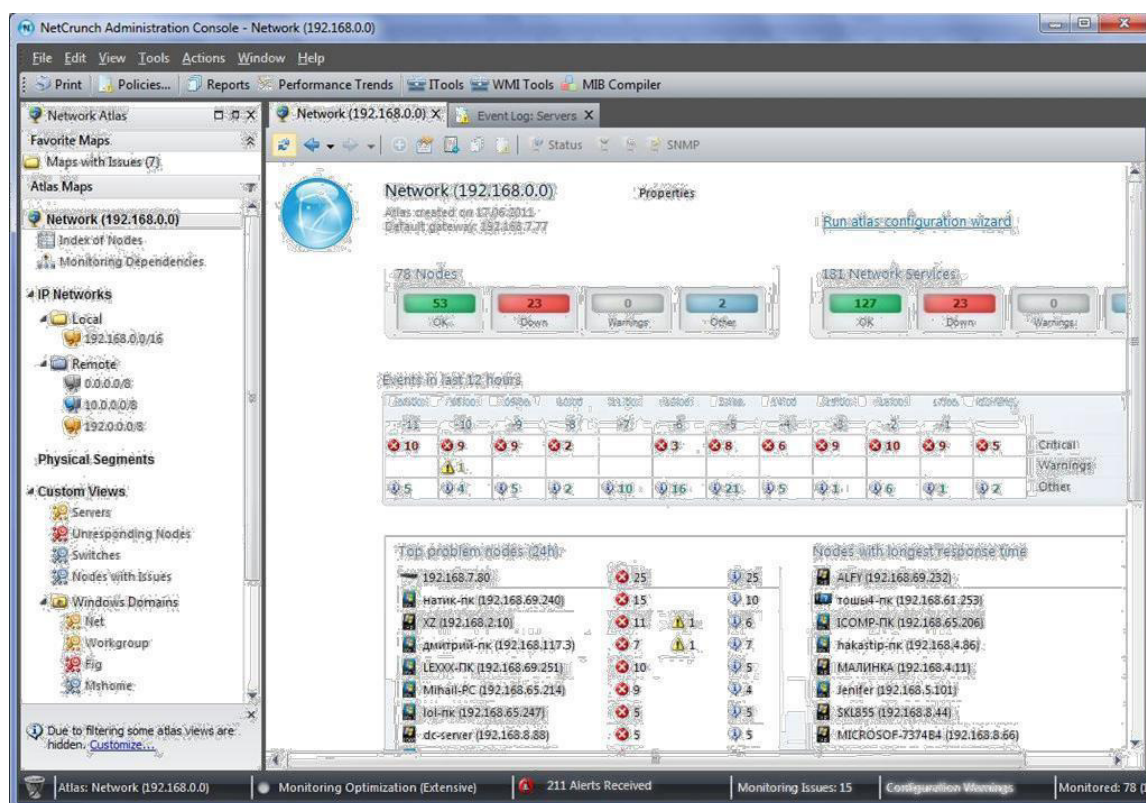 NetCrunch Administration Console - Network (192.168.0.0)
File Edit View Tools Actions Window Help
Print Policies... Reports Performance Trends ITools WMI Tools MIB Compiler
Network Atlas
Favorite Maps
Maps with Issues (7)
Atlas Maps
Network (192.168.0.0)
Index of Nodes
Monitoring Dependencies
IP Networks
Local
192.168.0.0/16
Remote
0.0.0.0/8
10.0.0.0/8
192.0.0.0/8
Physical Segments
Custom Views
Servers
Unresponding Nodes
Switches
Nodes with Issues
Windows Domains
Net
Workgroup
Fig
Mshome
Due to filtering some atlas views are
hidden. Customize...
Network (192.168.0.0) X Event Log: Servers X
Status SNMP
Network (192.168.0.0) Properties
Atlas created on 17.06.2011
Default gateway: 192.168.7.77
Run atlas configuration wizard
78 Nodes
53 23 0 2
OK Down Warnings Other
181 Network Services
127 23 0
OK Down Warnings
Events in last 12 hours
-11 -10 -9 -8 -7 -6 -5 -4 -3 -2 -1
10 9 9 2 3 8 6 9 10 9 5 Critical
1 Warnings
5 4 5 2 10 16 21 5 1 6 1 2 Other
Top problem nodes (24h)
192.168.7.80 25 25
натик-пк (192.168.69.240) 15 10
XZ (192.168.2.10) 11 1 6
дмитрий-пк (192.168.117.3) 7 1 7
LEXXX-ПК (192.168.69.251) 10 5
Mihail-PC (192.168.65.214) 9 4
lol-пк (192.168.65.247) 5 5
dc-server (192.168.8.88) 5 5
Nodes with longest response time
ALFY (192.168.69.232)
тошы4-пк (192.168.61.253)
ICOMP-ПК (192.168.65.206)
hakastip-пк (192.168.4.86)
МАЛИНКА (192.168.4.11)
Jenifer (192.168.5.101)
SKL855 (192.168.8.44)
MICROSOF-7374B4 (192.168.8.66)
Atlas: Network (192.168.0.0) Monitoring Optimization (Extensive) 211 Alerts Received Monitoring Issues: 15 Configuration Warnings Monitored: 78 (